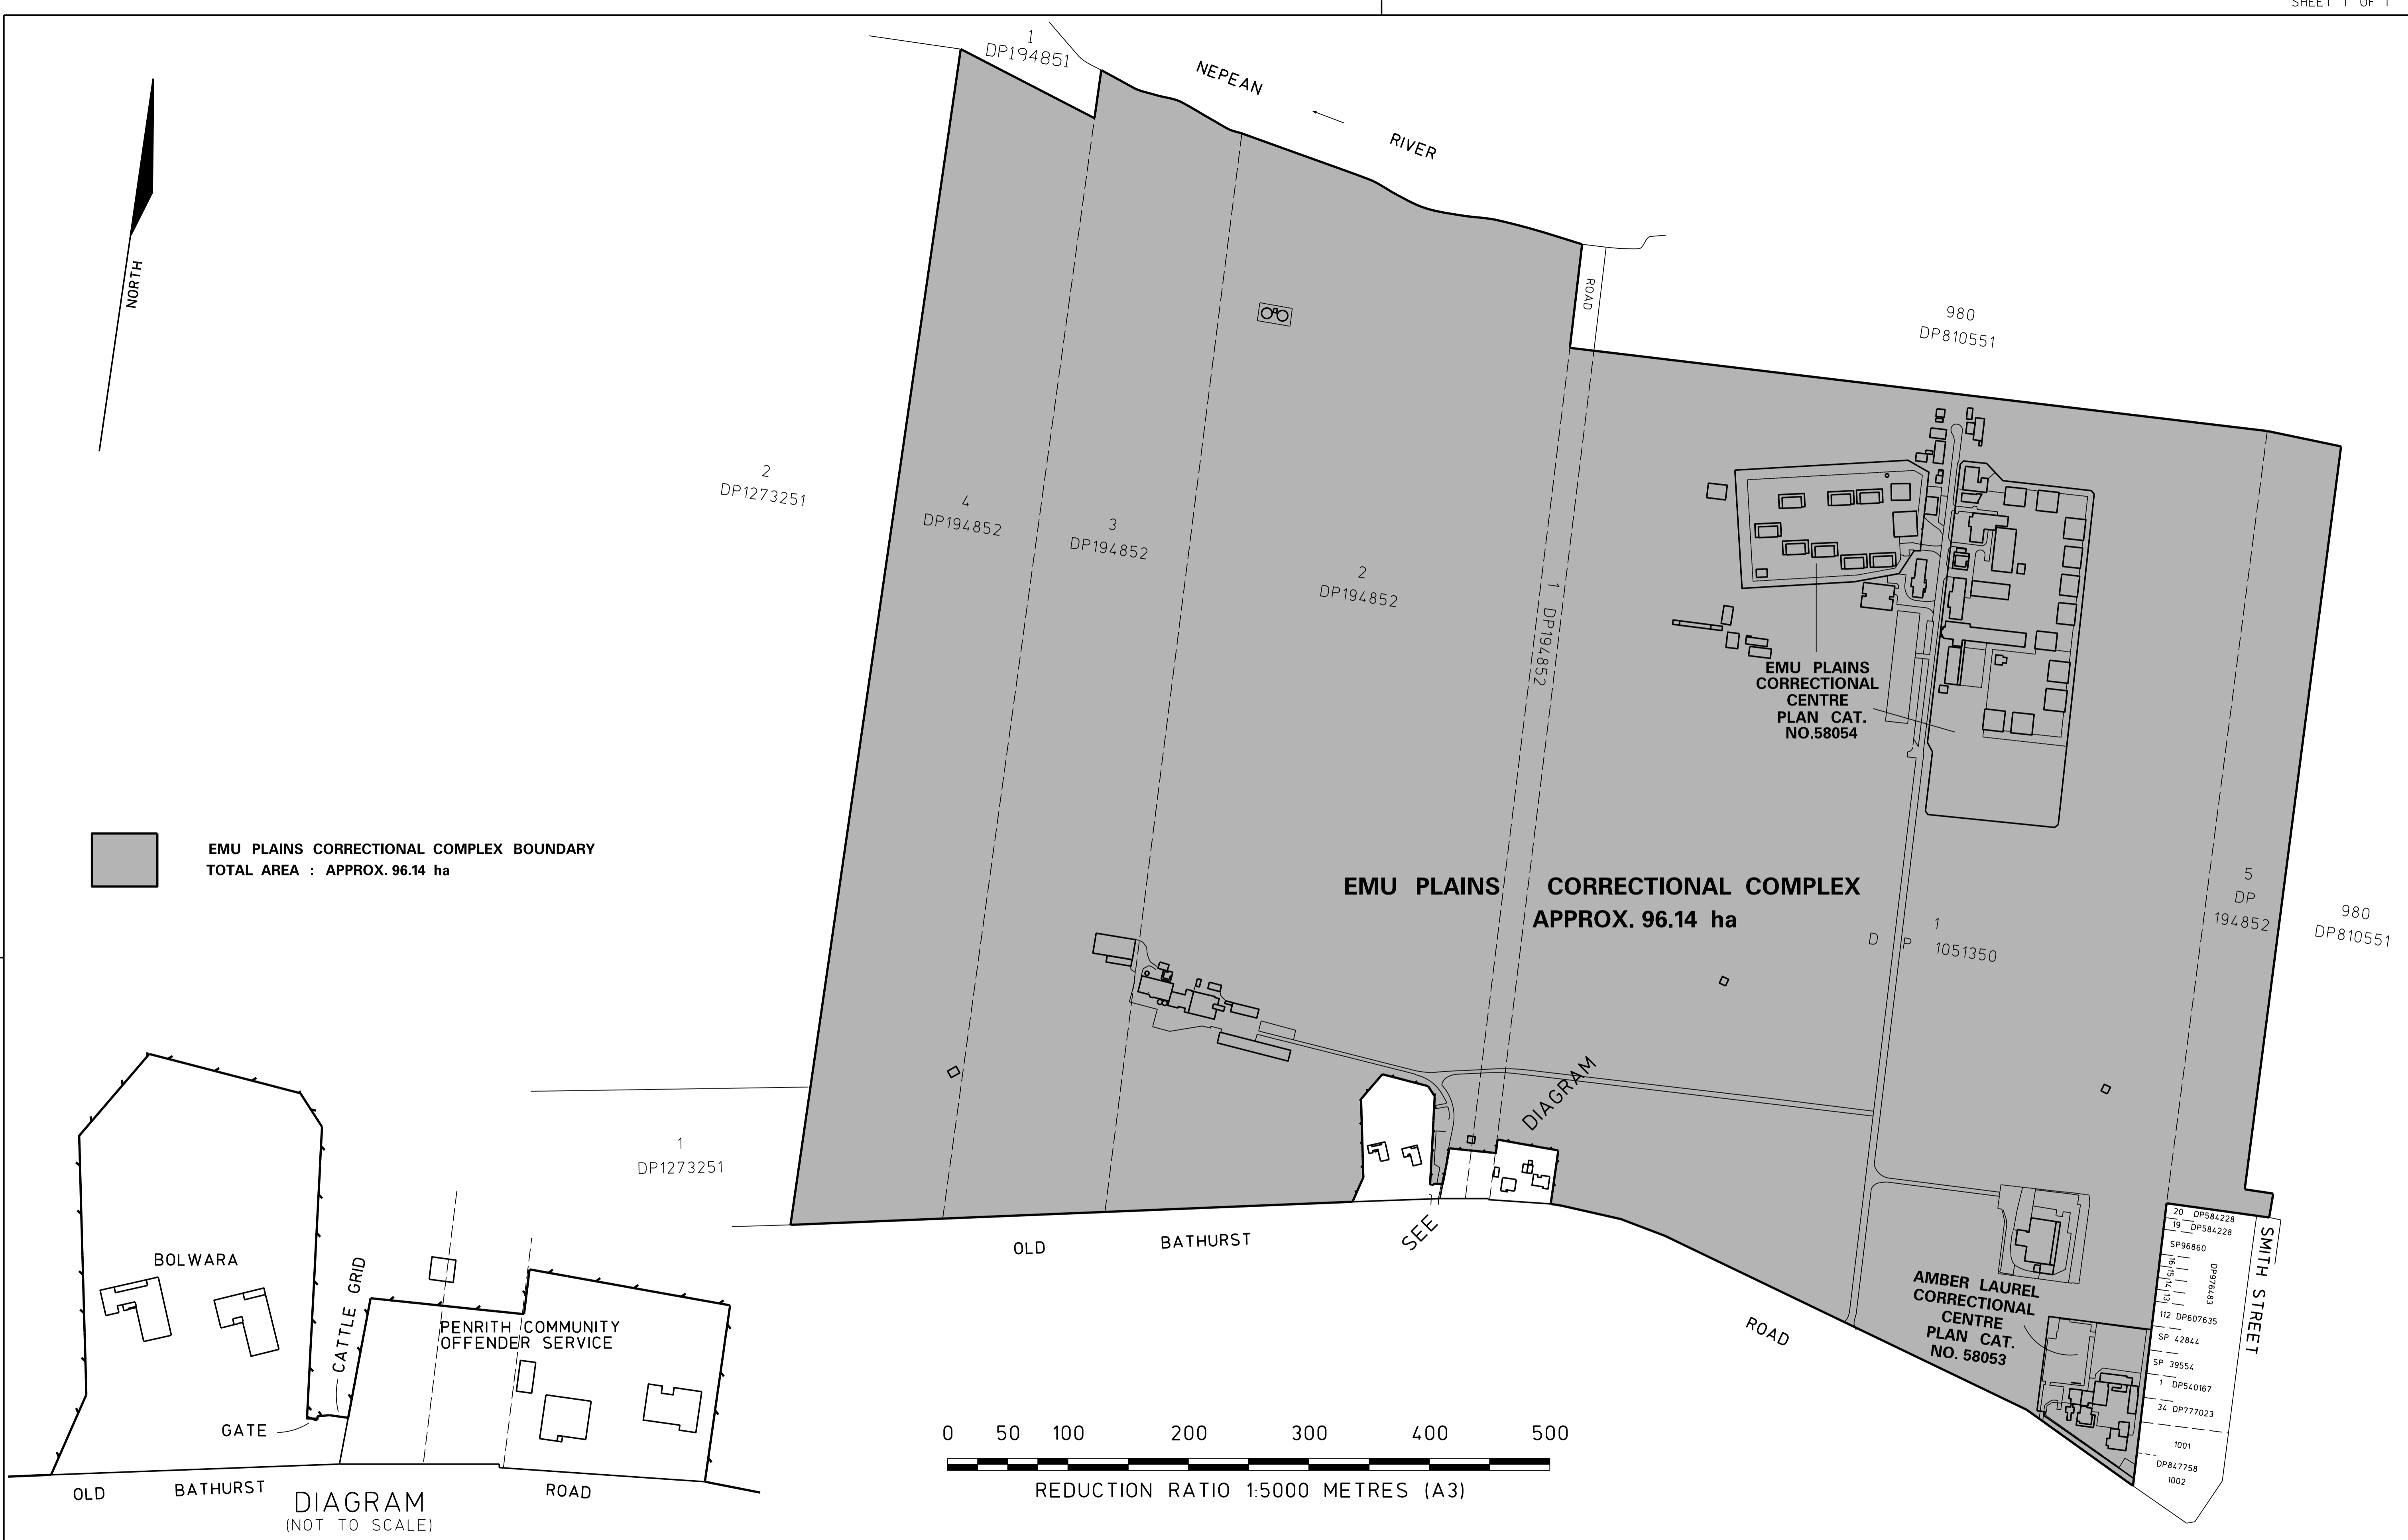 SHEET 1 OF 1
1
DP194851
NEPEAN
RIVER
NORTH
ROAD
980
DP810551
2
DP1273251
4
DP194852
3
DP194852
2
DP194852
1 DP194852
EMU PLAINS
CORRECTIONAL
CENTRE
PLAN CAT.
NO.58054
EMU PLAINS CORRECTIONAL COMPLEX BOUNDARY
TOTAL AREA : APPROX. 96.14 ha
EMU PLAINS CORRECTIONAL COMPLEX
APPROX. 96.14 ha
5
DP
194852
980
DP810551
1
D P 1051350
1
DP1273251
SEE DIAGRAM
OLD BATHURST ROAD
20 DP584228
19 DP584228
SP96860
16
15
14
13
DP976483
112 DP607635
SP 42844
SP 39554
1 DP540167
34 DP777023
1001
DP847758
1002
SMITH STREET
AMBER LAUREL
CORRECTIONAL
CENTRE
PLAN CAT.
NO. 58053
BOLWARA
CATTLE GRID
PENRITH COMMUNITY
OFFENDER SERVICE
GATE
OLD BATHURST ROAD
DIAGRAM
(NOT TO SCALE)
0 50 100 200 300 400 500
REDUCTION RATIO 1:5000 METRES (A3)